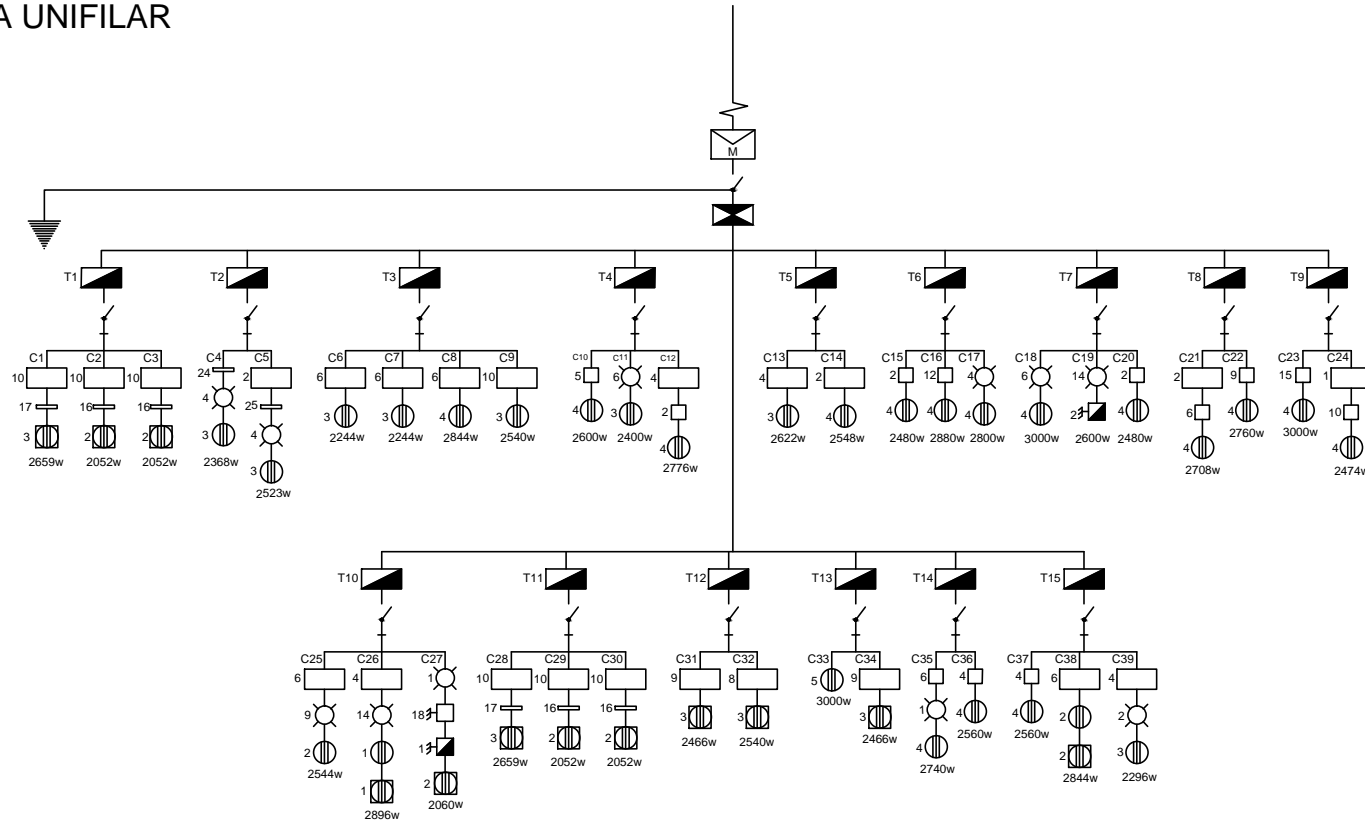 A UNIFILAR
M
T1 T2 T3 T4 T5 T6 T7 T8 T9
C1 C2 C3 C4 C5 C6 C7 C8 C9 C10 C11 C12 C13 C14 C15 C16 C17 C18 C19 C20 C21 C22 C23 C24
10 10 10 24 2 6 6 6 10 5 6 4 4 2 2 12 4 6 14 2 2 9 15 1
17 16 16 4 25 3 3 4 3 4 3 2 3 4 4 4 4 4 2 4 6 4 3 10
3 2 2 3 4 2244w 2244w 2844w 2540w 2600w 2400w 4 2622w 2548w 2480w 2880w 2800w 3000w 2600w 2480w 4 2760w 3000w 4
2659w 2052w 2052w 2368w 3 2776w 2708w 2474w
2523w
T10 T11 T12 T13 T14 T15
C25 C26 C27 C28 C29 C30 C31 C32 C33 C34 C35 C36 C37 C38 C39
6 4 1 10 10 10 9 8 5 9 6 4 4 6 4
9 14 18 17 16 16 3 3 3000w 3 1 4 4 2 2
2 1 1 3 2 2 2466w 2540w 2466w 4 2560w 2560w 2 3
2544w 1 2 2659w 2052w 2052w 2740w 2844w 2296w
2896w 2060w